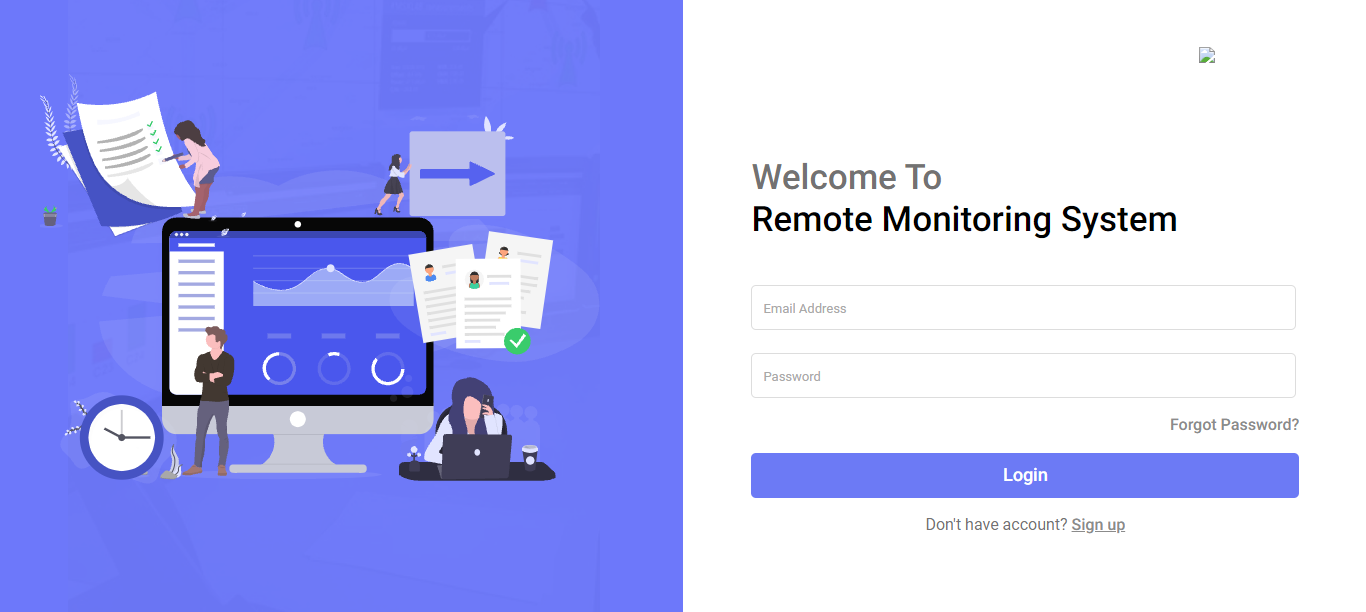 Welcome To
Remote Monitoring System
Email Address
Password
Forgot Password?
Login
Don't have account? Sign up